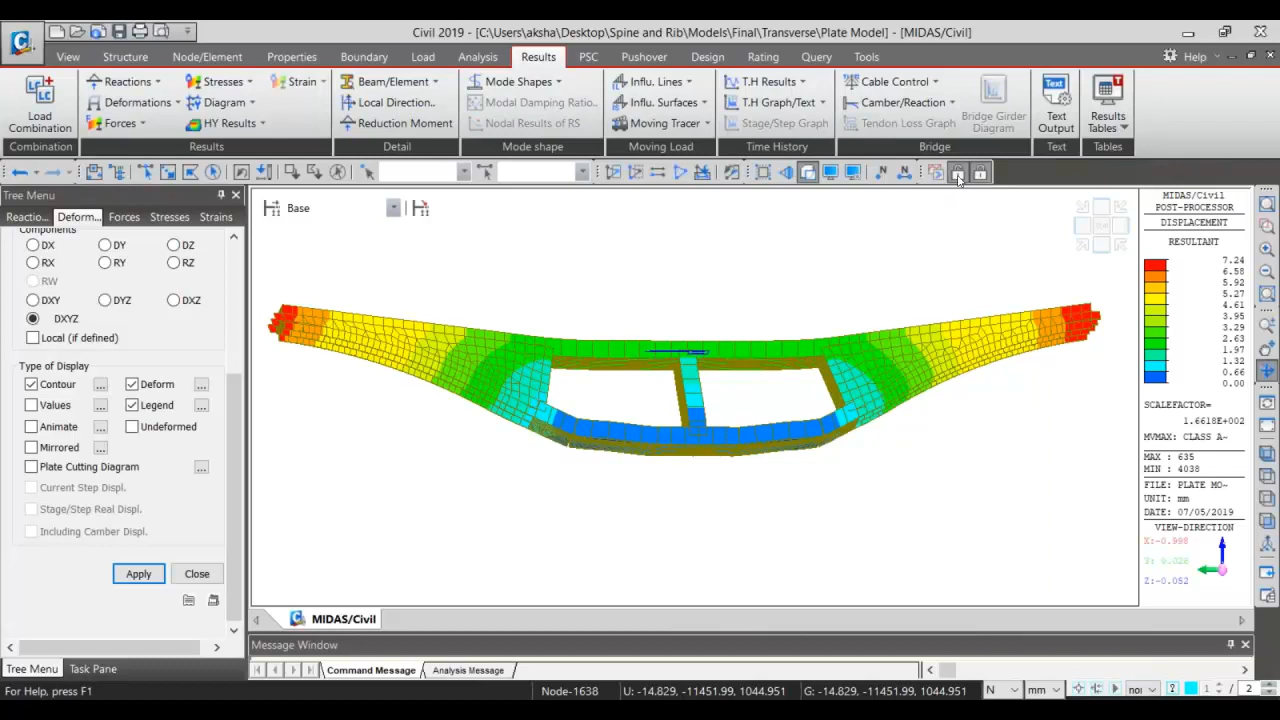 Civil 2019 - [C:\Users\aksha\Desktop\Spine and Rib\Models\Final\Transverse\Plate Model] - [MIDAS/Civil]
View Structure Node/Element Properties Boundary Load Analysis Results PSC Pushover Design Rating Query Tools Help
Reactions Stresses Strain Beam/Element Mode Shapes Influ. Lines T.H Results Cable Control
Load Combination Deformations Diagram Local Direction.. Modal Damping Ratio.. Influ. Surfaces T.H Graph/Text Camber/Reaction Bridge Girder Diagram Text Output Results Tables
Forces HY Results Reaction Moment Nodal Results of RS Moving Tracer Stage/Step Graph Tendon Loss Graph
Combination Results Detail Mode shape Moving Load Time History Bridge Text Tables
Tree Menu
Reactio... Deform... Forces Stresses Strains
Components
DX DY DZ
RX RY RZ
RW
DXY DYZ DXZ
DXYZ
Local (if defined)
Type of Display
Contour ... Deform ...
Values ... Legend ...
Animate ... Undeformed
Mirrored ...
Plate Cutting Diagram ...
Current Step Displ.
Stage/Step Real Displ.
Including Camber Displ.
Apply Close
Tree Menu Task Pane
Base
MIDAS/Civil
POST-PROCESSOR
DISPLACEMENT
RESULTANT
7.24
6.58
5.92
5.27
4.61
3.95
3.29
2.63
1.97
1.32
0.66
0.00
SCALEFACTOR=
1.6618E+002
MVMAX: CLASS A~
MAX : 635
MIN : 4038
FILE: PLATE MO~
UNIT: mm
DATE: 07/05/2019
VIEW-DIRECTION
X:-0.998
Y: 0.028
Z:-0.052
MIDAS/Civil
Message Window
Command Message Analysis Message
For Help, press F1 Node-1638 U: -14.829, -11451.99, 1044.951 G: -14.829, -11451.99, 1044.951 N mm nor 1 / 2